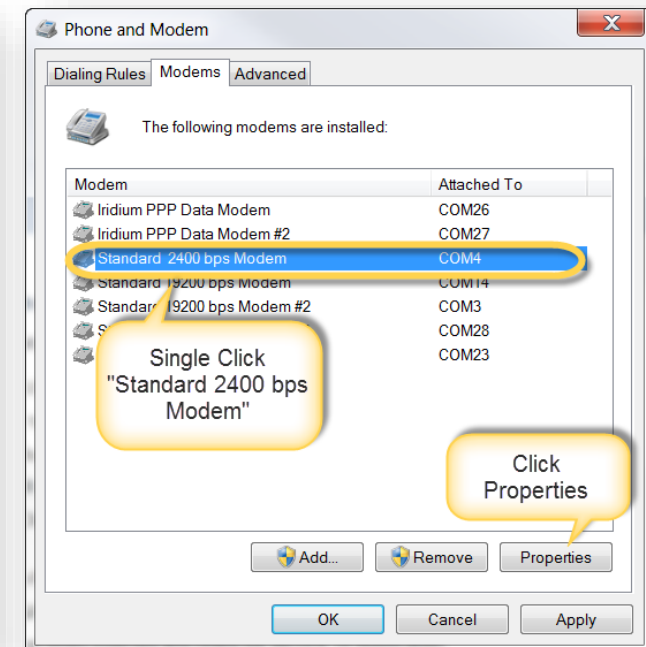 Phone and Modem
X
Dialing Rules Modems Advanced
The following modems are installed:
Modem Attached To
Iridium PPP Data Modem COM26
Iridium PPP Data Modem #2 COM27
Standard 2400 bps Modem COM4
Standard 19200 bps Modem COM14
Standard 19200 bps Modem #2 COM3
COM28
COM23
Single Click
"Standard 2400 bps
Modem"
Click
Properties
Add... Remove Properties
OK Cancel Apply